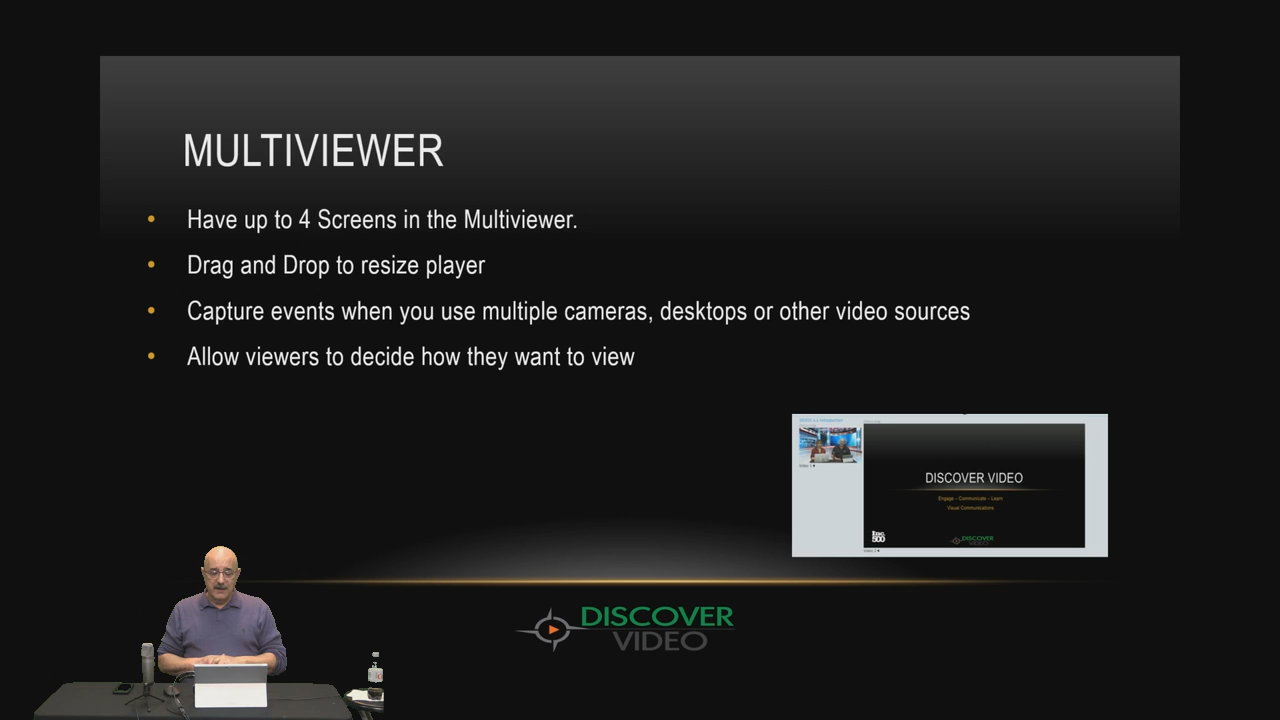 MULTIVIEWER
• Have up to 4 Screens in the Multiviewer.
• Drag and Drop to resize player
• Capture events when you use multiple cameras, desktops or other video sources
• Allow viewers to decide how they want to view
DISCOVER VIDEO
Engage – Communicate – Learn
Visual Communications
Inc.
500
DISCOVER
VIDEO
DISCOVER
VIDEO